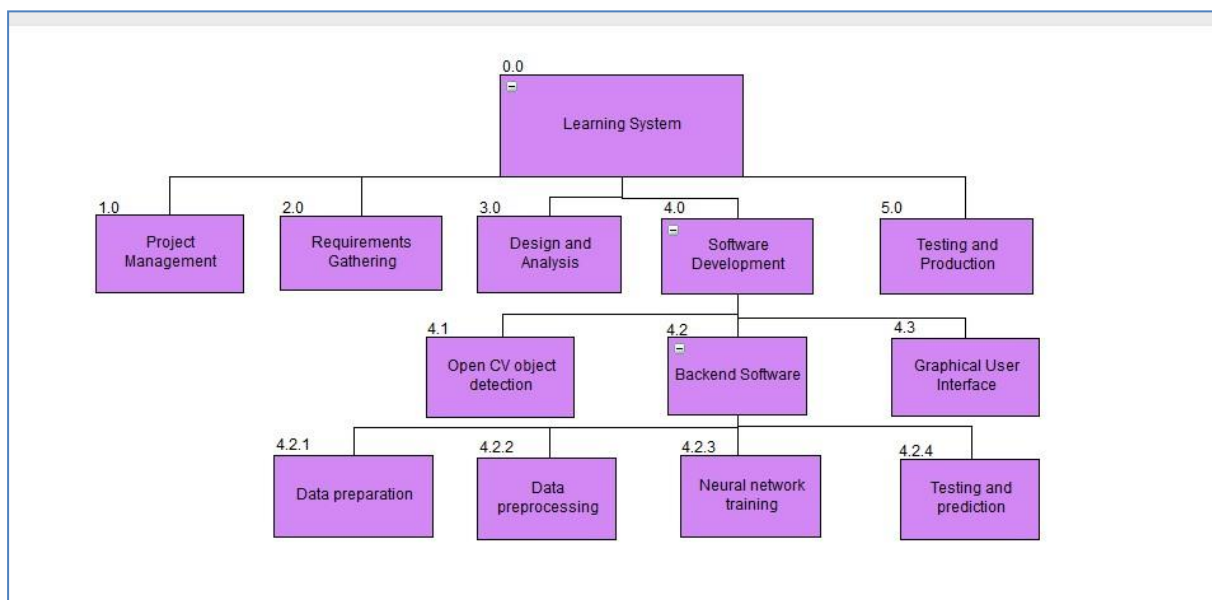 0.0
Learning System
1.0
Project
Management
2.0
Requirements
Gathering
3.0
Design and
Analysis
4.0
Software
Development
5.0
Testing and
Production
4.1
Open CV object
detection
4.2
Backend Software
4.3
Graphical User
Interface
4.2.1
Data preparation
4.2.2
Data
preprocessing
4.2.3
Neural network
training
4.2.4
Testing and
prediction